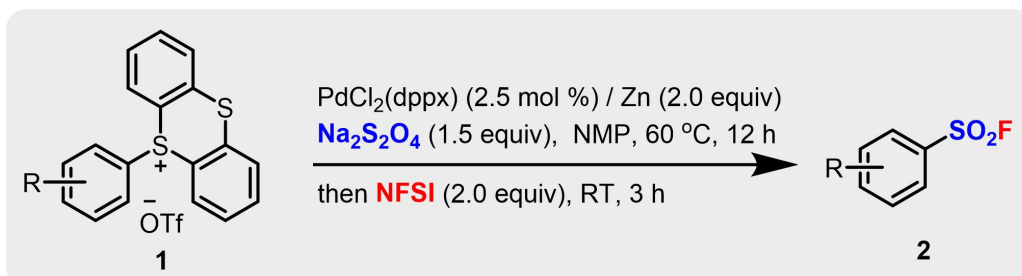 S
S
+
R
−
OTf
1
PdCl2(dppx) (2.5 mol %) / Zn (2.0 equiv)
Na2S2O4 (1.5 equiv), NMP, 60 °C, 12 h
then NFSI (2.0 equiv), RT, 3 h
SO2F
R
2